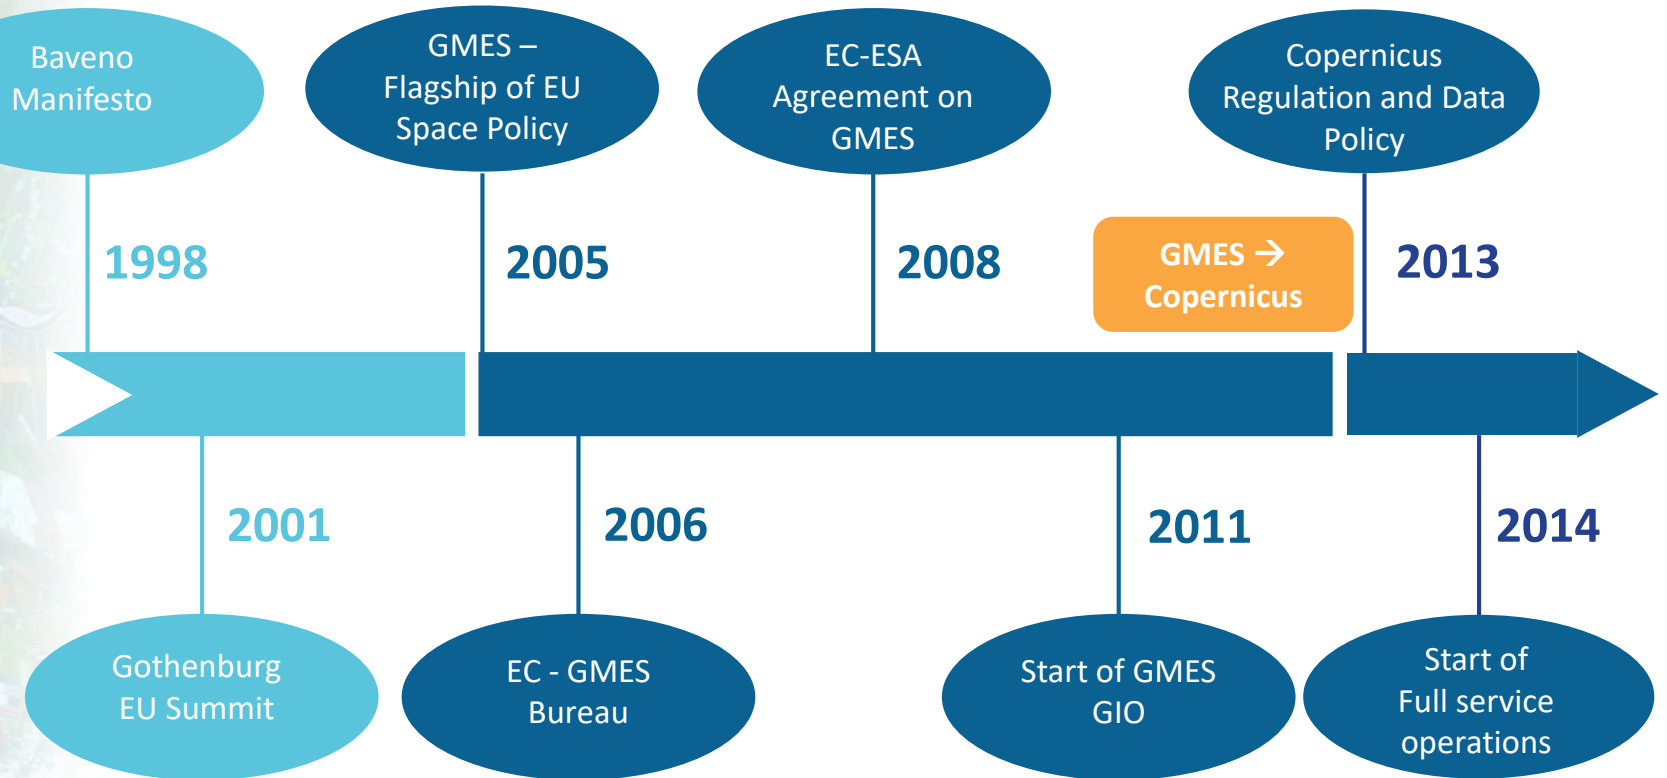 Baveno
Manifesto
GMES –
Flagship of EU
Space Policy
EC-ESA
Agreement on
GMES
Copernicus
Regulation and Data
Policy
1998
2005
2008
GMES →
Copernicus
2013
2001
2006
2011
2014
Gothenburg
EU Summit
EC - GMES
Bureau
Start of GMES
GIO
Start of
Full service
operations